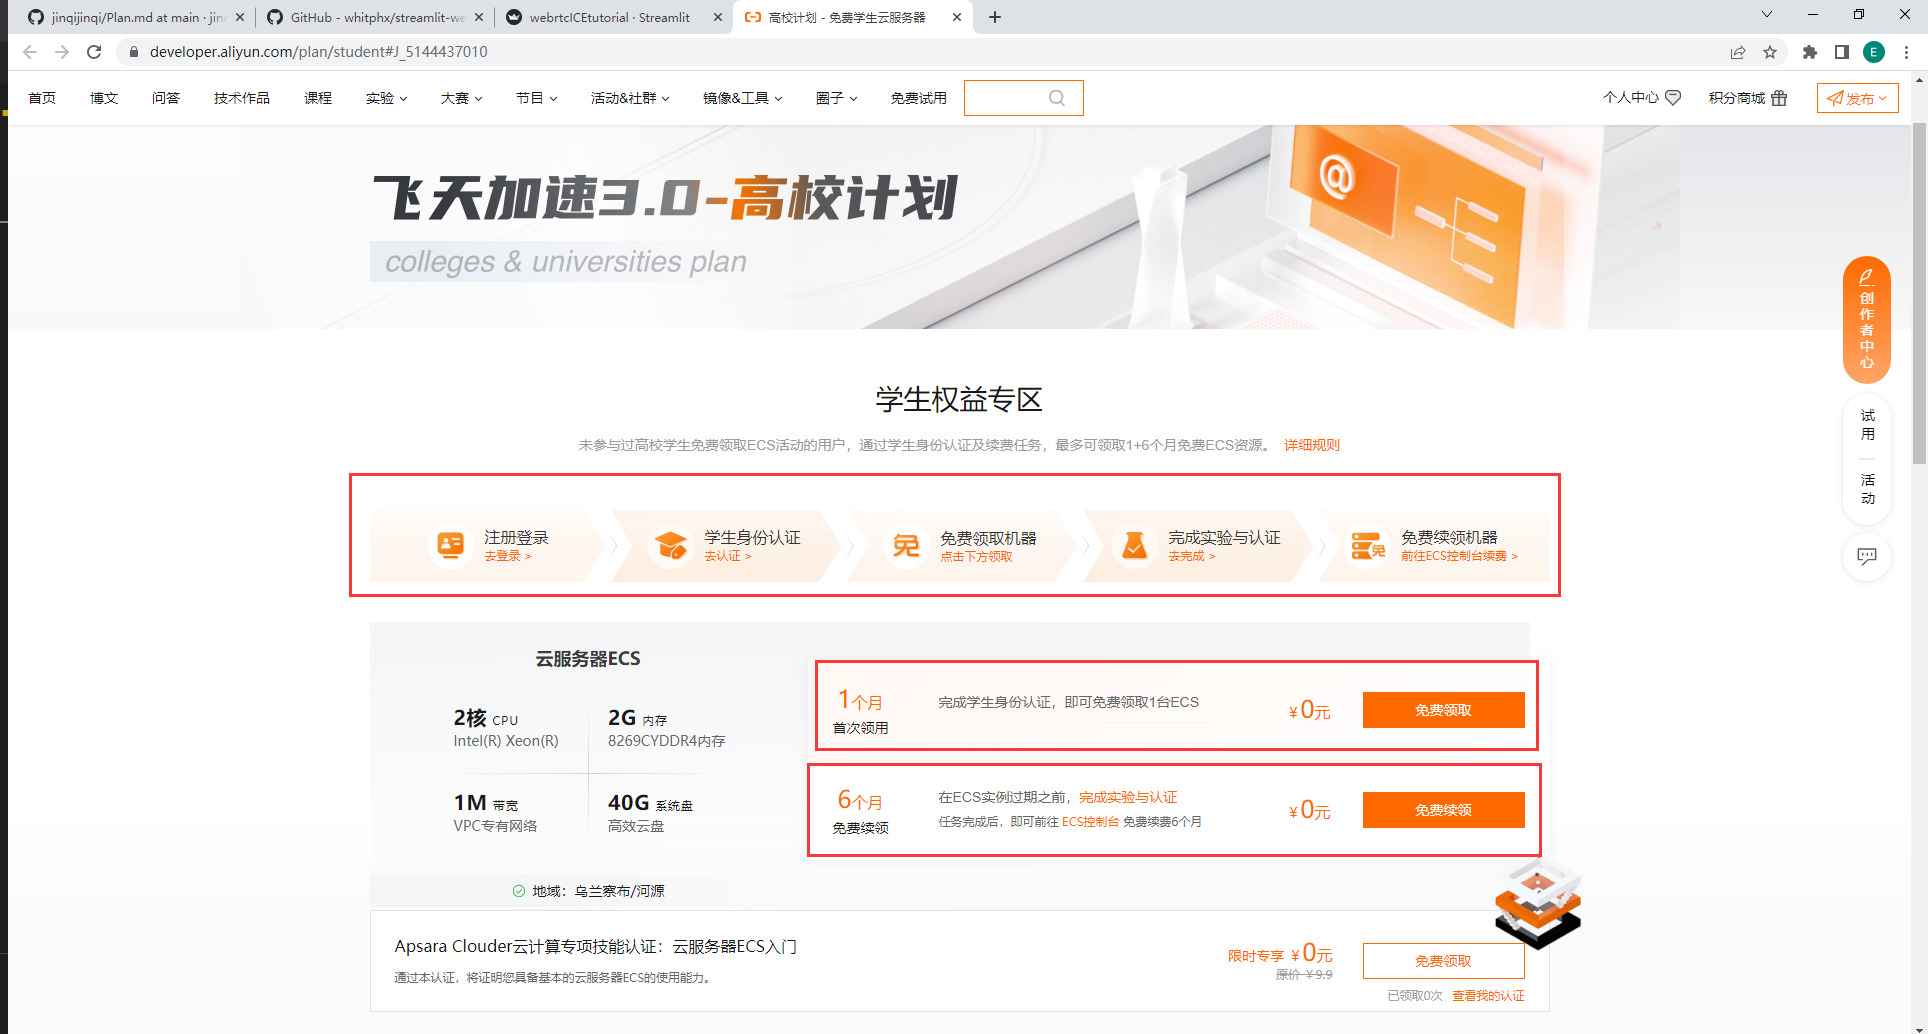 jinqijinqi/Plan.md at main · jin
GitHub - whitphx/streamlit-we
webrtcICEtutorial · Streamlit
高校计划 - 免费学生云服务器
developer.aliyun.com/plan/student#J_5144437010
E
首页 博文 问答 技术作品 课程 实验 大赛 节目 活动&社群 镜像&工具 圈子 免费试用
个人中心 积分商城 发布
飞天加速3.0-高校计划
colleges & universities plan
@
创作者中心
试用
活动
学生权益专区
未参与过高校学生免费领取ECS活动的用户，通过学生身份认证及续费任务，最多可领取1+6个月免费ECS资源。 详细规则
注册登录
去登录 >
学生身份认证
去认证 >
免
免费领取机器
点击下方领取
完成实验与认证
去完成 >
免
免费续领机器
前往ECS控制台续费 >
云服务器ECS
2核 CPU
Intel(R) Xeon(R)
2G 内存
8269CYDDR4内存
1M 带宽
VPC专有网络
40G 系统盘
高效云盘
地域：乌兰察布/河源
1个月
首次领用
完成学生身份认证，即可免费领取1台ECS
¥0元
免费领取
6个月
免费续领
在ECS实例过期之前，完成实验与认证
任务完成后，即可前往 ECS控制台 免费续费6个月
¥0元
免费续领
Apsara Clouder云计算专项技能认证：云服务器ECS入门
通过本认证，将证明您具备基本的云服务器ECS的使用能力。
限时专享 ¥0元
原价 ¥9.9
免费领取
已领取0次 查看我的认证